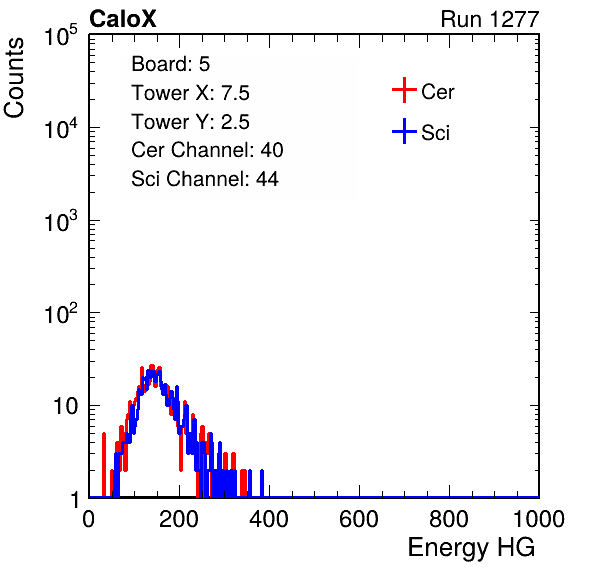 CaloX Run 1277
Counts
10^5
10^4
10^3
10^2
10
1
Board: 5
Tower X: 7.5
Tower Y: 2.5
Cer Channel: 40
Sci Channel: 44
Cer
Sci
0 200 400 600 800 1000
Energy HG